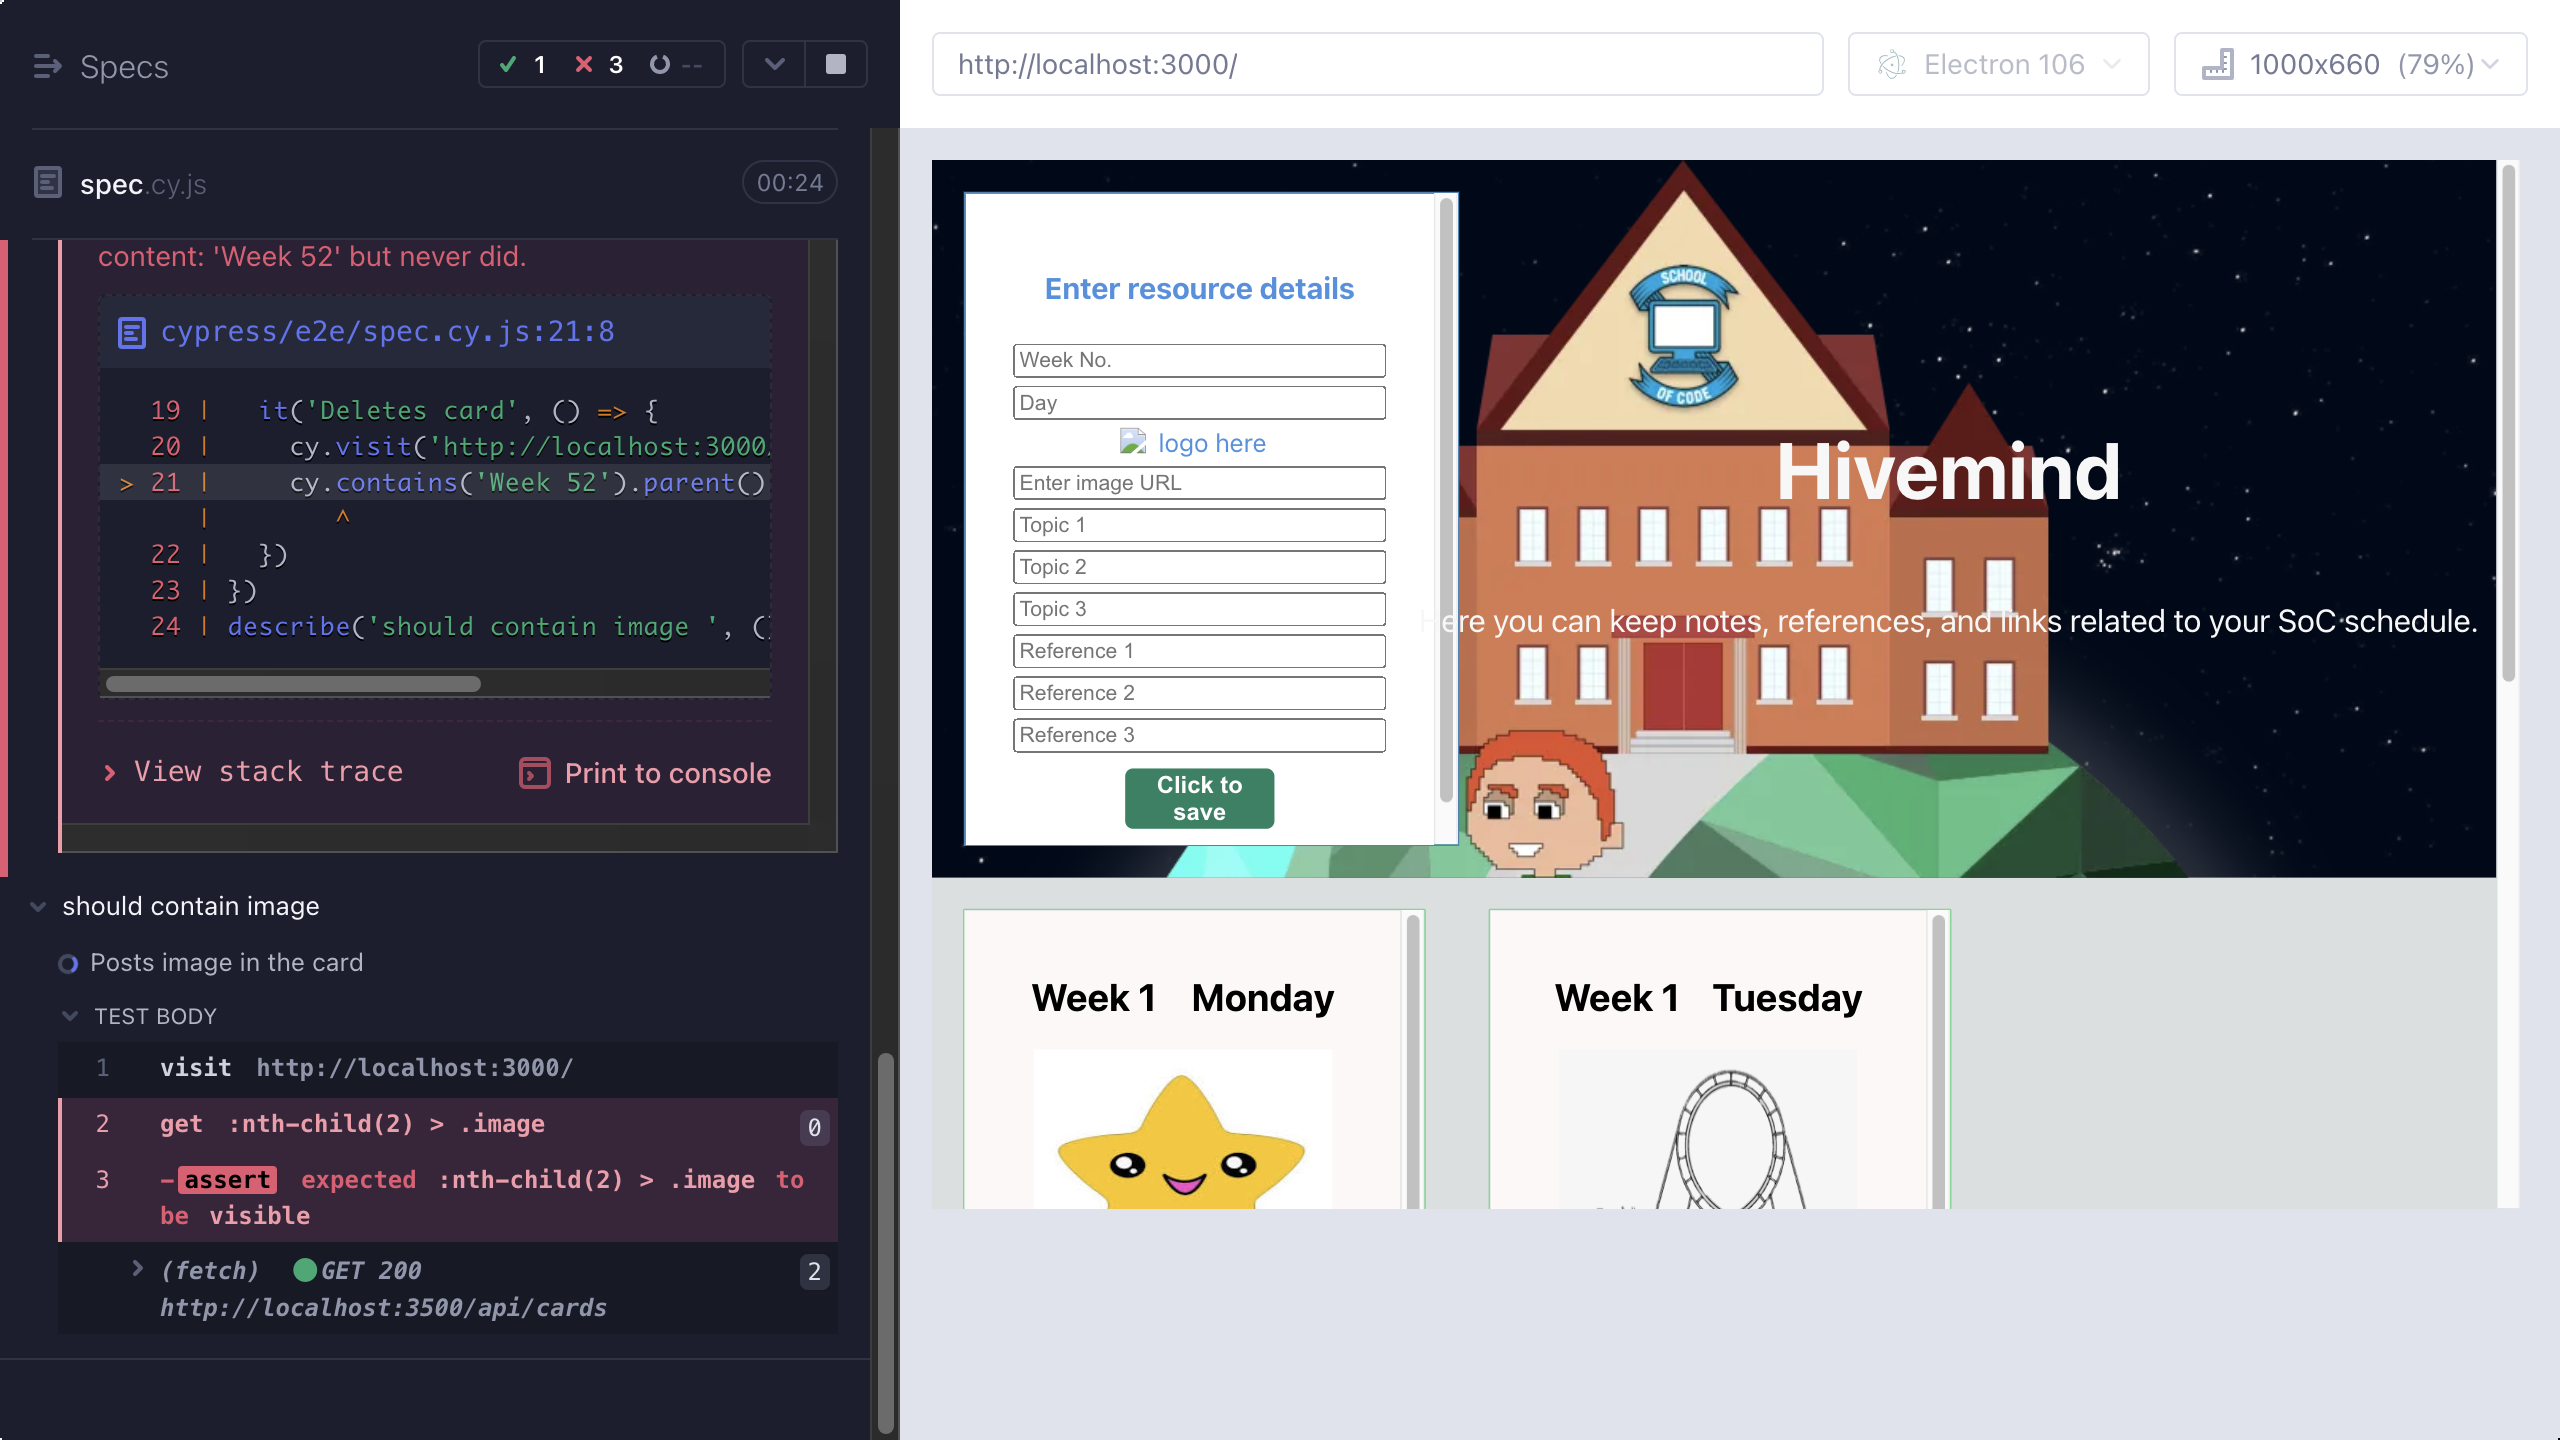 Specs
1 3 --
spec.cy.js
00:24
content: 'Week 52' but never did.
cypress/e2e/spec.cy.js:21:8
19 | it('Deletes card', () => {
20 | cy.visit('http://localhost:3000
> 21 | cy.contains('Week 52').parent()
| ^
22 | })
23 | })
24 | describe('should contain image ', (
View stack trace
Print to console
should contain image
Posts image in the card
TEST BODY
1 visit http://localhost:3000/
2 get :nth-child(2) > .image 0
3 -assert expected :nth-child(2) > .image to
be visible
(fetch) GET 200 2
http://localhost:3500/api/cards
http://localhost:3000/
Electron 106
1000x660 (79%)
Enter resource details
Week No.
Day
logo here
Enter image URL
Topic 1
Topic 2
Topic 3
Reference 1
Reference 2
Reference 3
Click to
save
SCHOOL
OF CODE
Hivemind
Here you can keep notes, references, and links related to your SoC schedule.
Week 1 Monday
Week 1 Tuesday